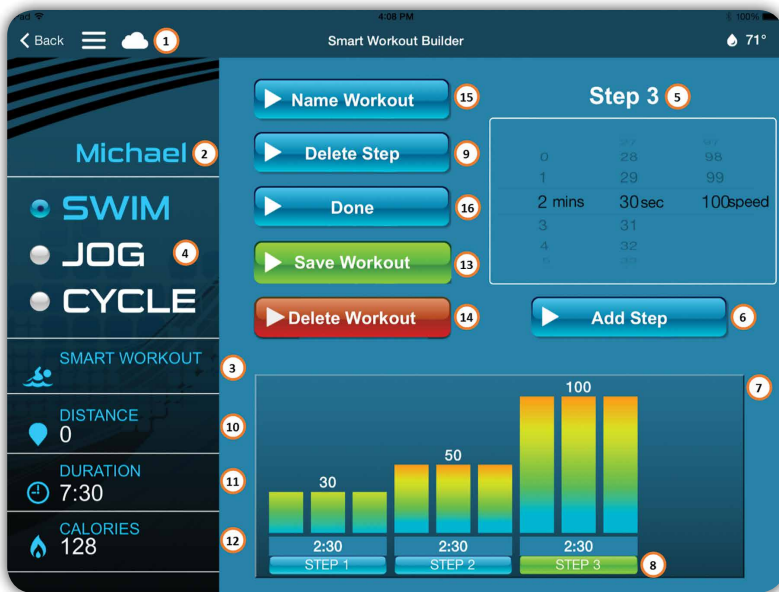 ad 4:08 PM 100%
Back 1 Smart Workout Builder 71°
Michael 2
SWIM
JOG 4
CYCLE
SMART WORKOUT 3
DISTANCE
0 10
DURATION
7:30 11
CALORIES
128 12
Name Workout 15
Delete Step 9
Done 16
Save Workout 13
Delete Workout 14
Step 3 5
27 97
0 28 98
1 29 99
2 mins 30 sec 100 speed
3 31
4 32
5 33
Add Step 6
7
30 50 100
2:30 2:30 2:30
STEP 1 STEP 2 STEP 3 8